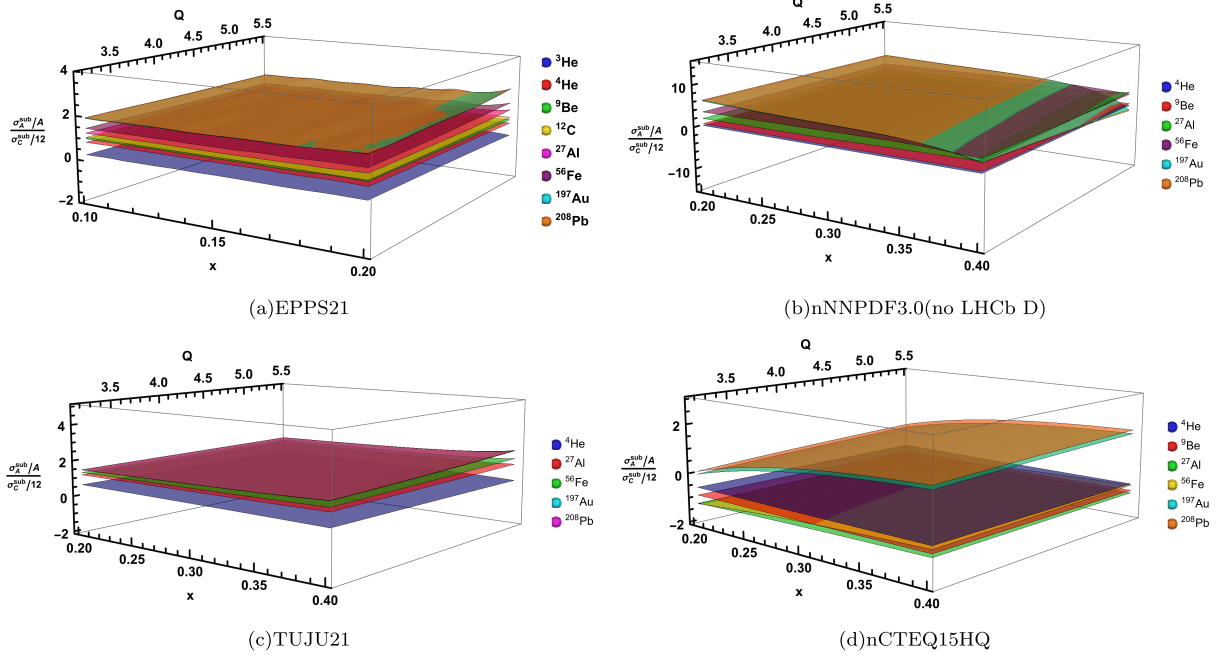 Q
3.5 4.0 4.5 5.0 5.5
4
2
0
−2
σ_A^sub/A
σ_C^sub/12
0.10 0.15 0.20
x
³He
⁴He
⁹Be
¹²C
²⁷Al
⁵⁶Fe
¹⁹⁷Au
²⁰⁸Pb
(a)EPPS21
Q
3.5 4.0 4.5 5.0 5.5
10
0
−10
σ_A^sub/A
σ_C^sub/12
0.20 0.25 0.30 0.35 0.40
x
⁴He
⁹Be
²⁷Al
⁵⁶Fe
¹⁹⁷Au
²⁰⁸Pb
(b)nNNPDF3.0(no LHCb D)
Q
3.5 4.0 4.5 5.0 5.5
4
2
0
−2
σ_A^sub/A
σ_C^sub/12
0.20 0.25 0.30 0.35 0.40
x
⁴He
²⁷Al
⁵⁶Fe
¹⁹⁷Au
²⁰⁸Pb
(c)TUJU21
Q
3.5 4.0 4.5 5.0 5.5
2
0
−2
σ_A^sub/A
σ_C^sub/12
0.20 0.25 0.30 0.35 0.40
x
⁴He
⁹Be
²⁷Al
⁵⁶Fe
¹⁹⁷Au
²⁰⁸Pb
(d)nCTEQ15HQ